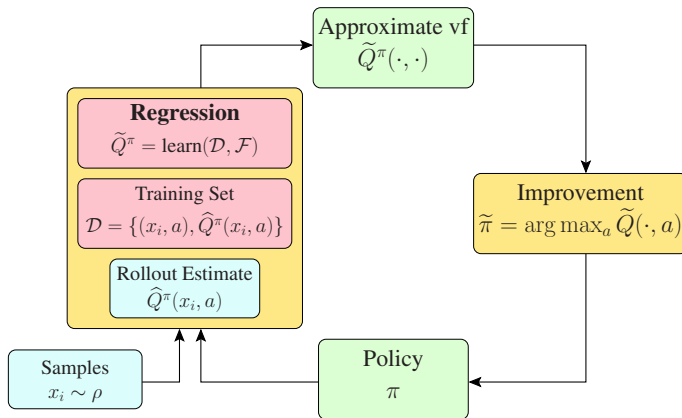 Approximate vf
Q̃^π(·, ·)
Regression
Q̃^π = learn(𝒟, ℱ)
Training Set
𝒟 = {(x_i, a), Q̂^π(x_i, a)}
Rollout Estimate
Q̂^π(x_i, a)
Improvement
π̃ = arg max_a Q̃(·, a)
Samples
x_i ∼ ρ
Policy
π